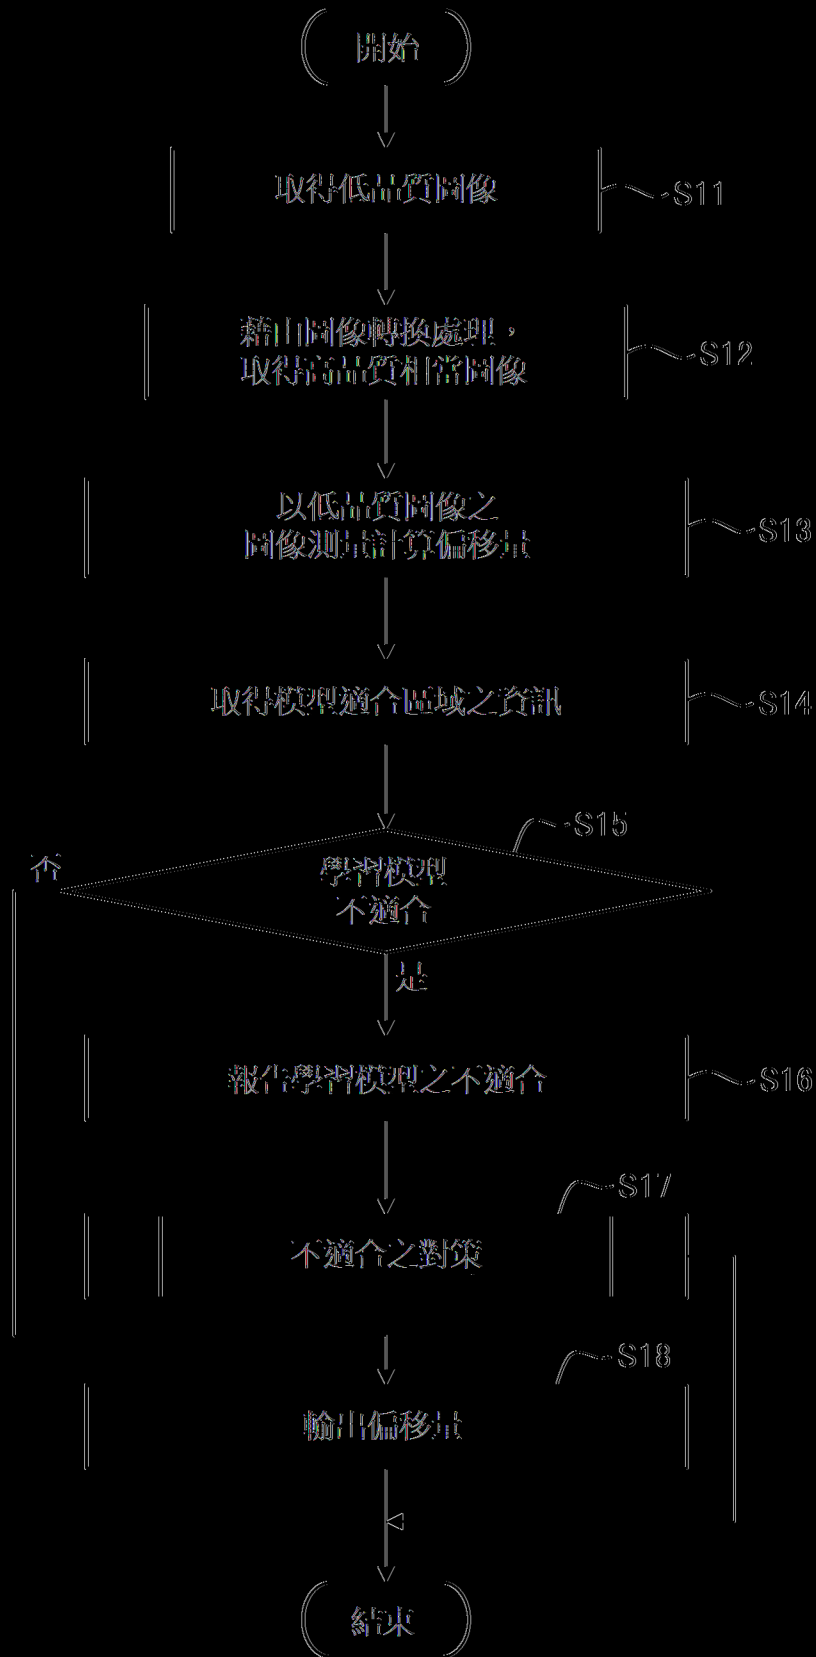 開始
取得低品質圖像
S11
藉由圖像轉換處理，
取得高品質相當圖像
S12
以低品質圖像之
圖像測量計算偏移量
S13
取得模型適合區域之資訊
S14
S15
否
學習模型
不適合
是
報告學習模型之不適合
S16
S17
不適合之對策
S18
輸出偏移量
結束